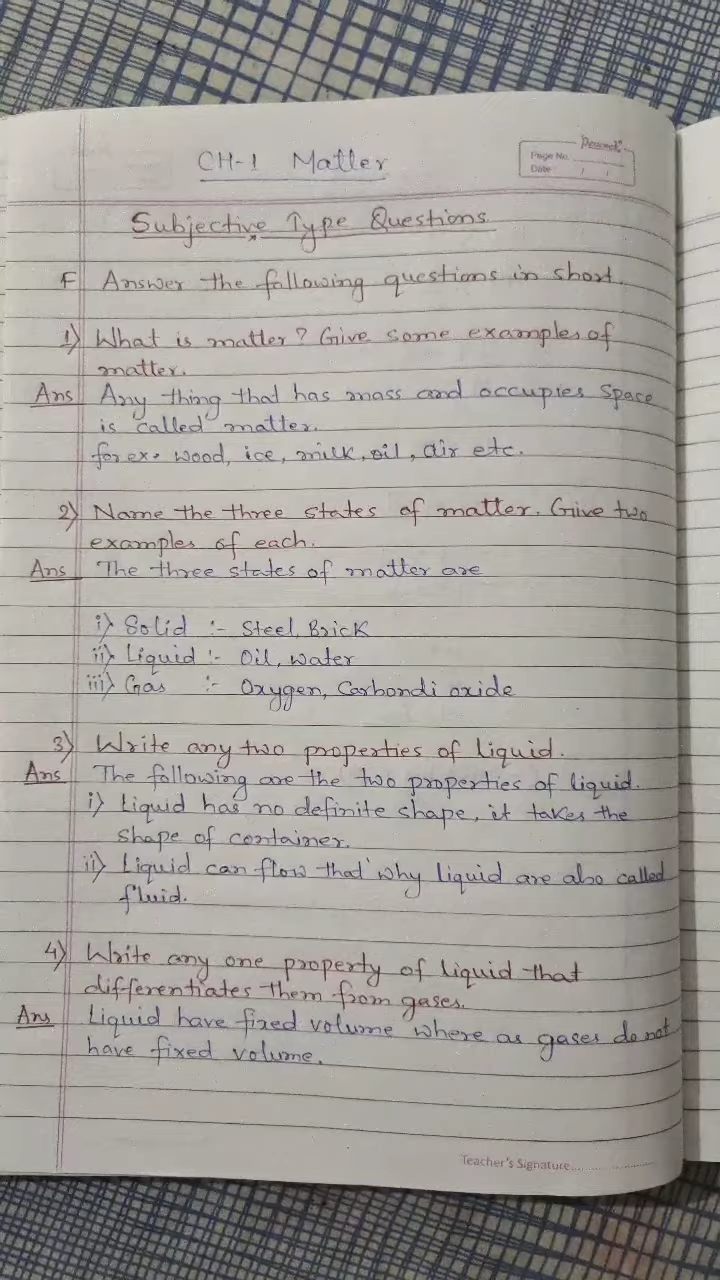 CH-1 Matter
Page No.
Date / /
Subjective Type Questions
F Answer the following questions in short.
1) What is matter? Give some examples of
matter.
Ans Any thing that has mass and occupies space
is called matter.
for ex. wood, ice, milk, oil, air etc.
2) Name the three states of matter. Give two
examples of each.
Ans The three states of matter are
i) Solid :- Steel, Brick
ii) Liquid :- Oil, water
iii) Gas :- Oxygen, Carbondi oxide
3) Write any two properties of liquid.
Ans The following are the two properties of liquid.
i) Liquid has no definite shape, it takes the
shape of container.
ii) Liquid can flow that' why liquid are also called
fluid.
4) Write any one property of liquid that
differentiates them from gases.
Ans Liquid have fixed volume where as gases do not
have fixed volume.
Teacher's Signature